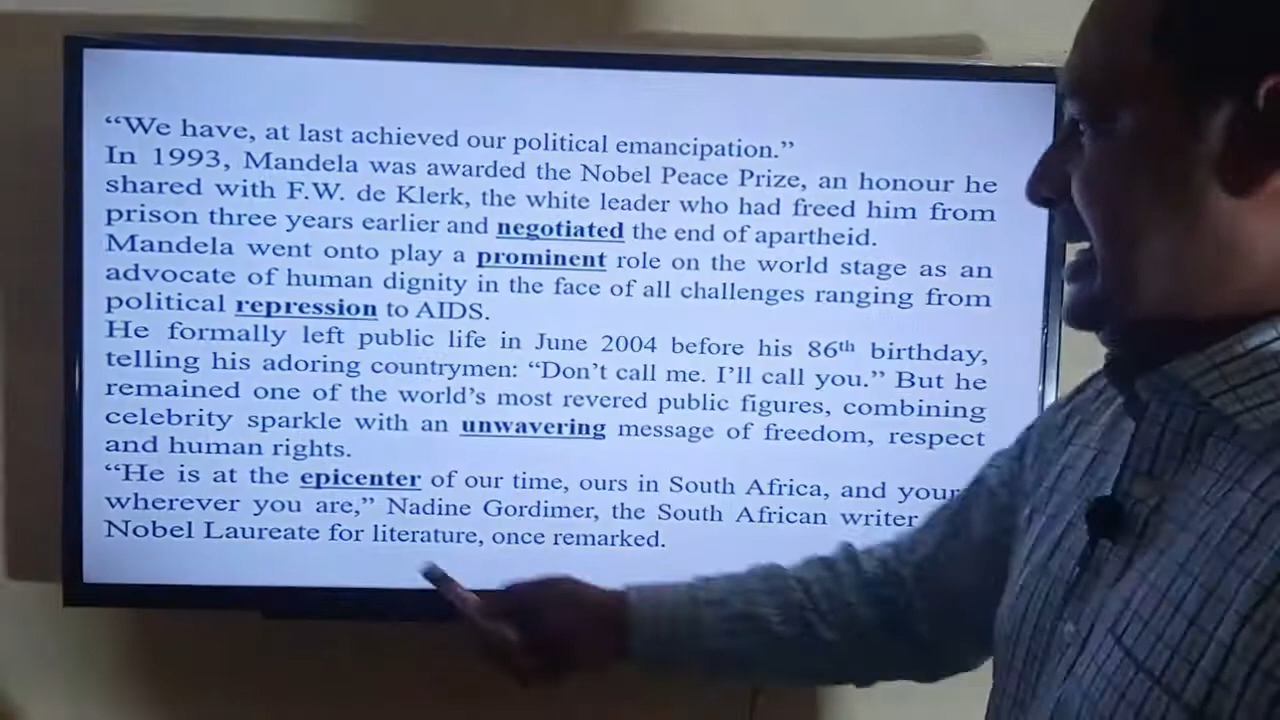 “We have, at last achieved our political emancipation.”
In 1993, Mandela was awarded the Nobel Peace Prize, an honour he
shared with F.W. de Klerk, the white leader who had freed him from
prison three years earlier and negotiated the end of apartheid.
Mandela went onto play a prominent role on the world stage as an
advocate of human dignity in the face of all challenges ranging from
political repression to AIDS.
He formally left public life in June 2004 before his 86th birthday,
telling his adoring countrymen: “Don’t call me. I’ll call you.” But he
remained one of the world’s most revered public figures, combining
celebrity sparkle with an unwavering message of freedom, respect
and human rights.
“He is at the epicenter of our time, ours in South Africa, and
wherever you are,” Nadine Gordimer, the South African writer
Nobel Laureate for literature, once remarked.